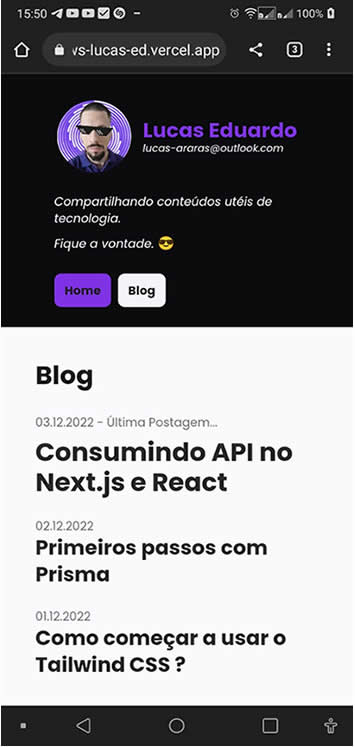 15:50
100%
ws-lucas-ed.vercel.app
3
Lucas Eduardo
lucas-araras@outlook.com
Compartilhando conteúdos utéis de
tecnologia.
Fique a vontade. 😎
Home
Blog
Blog
03.12.2022 - Última Postagem...
Consumindo API no
Next.js e React
02.12.2022
Primeiros passos com
Prisma
01.12.2022
Como começar a usar o
Tailwind CSS ?